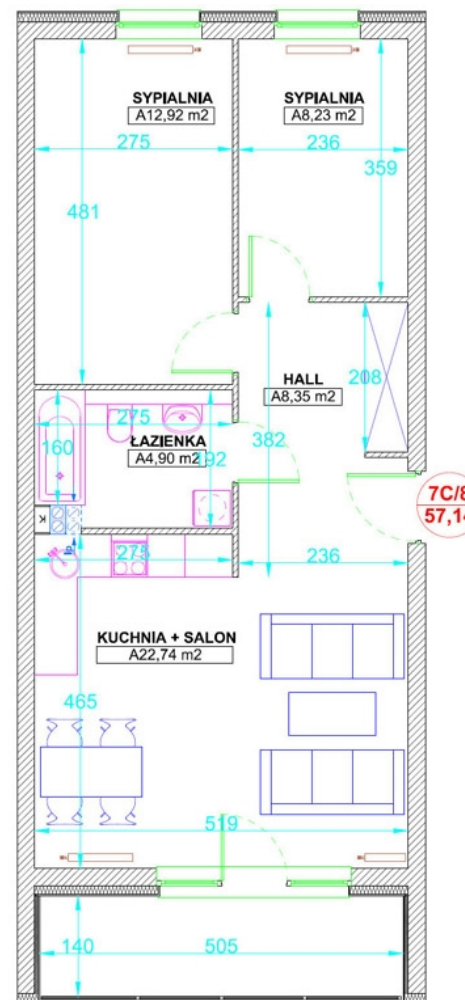 SYPIALNIA
A12,92 m2
275
481
SYPIALNIA
A8,23 m2
236
359
HALL
A8,35 m2
208
382
275
160
ŁAZIENKA
A4,90 m2
192
K
7C/8
57,14
275
236
KUCHNIA + SALON
A22,74 m2
465
519
140
505